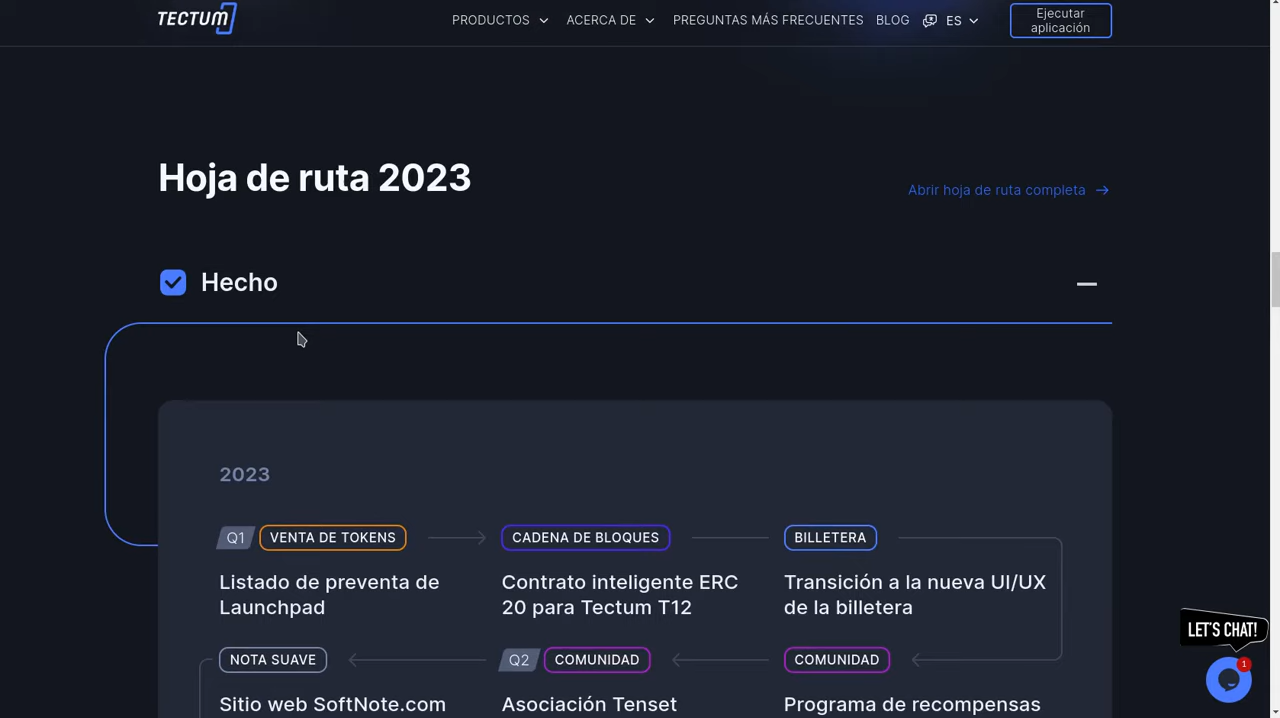 TECTUM
PRODUCTOS
ACERCA DE
PREGUNTAS MÁS FRECUENTES
BLOG
ES
Ejecutar
aplicación
Hoja de ruta 2023
Abrir hoja de ruta completa
Hecho
2023
Q1
VENTA DE TOKENS
CADENA DE BLOQUES
BILLETERA
Listado de preventa de
Launchpad
Contrato inteligente ERC
20 para Tectum T12
Transición a la nueva UI/UX
de la billetera
NOTA SUAVE
Q2
COMUNIDAD
COMUNIDAD
Sitio web SoftNote.com
Asociación Tenset
Programa de recompensas
LET'S CHAT!
1